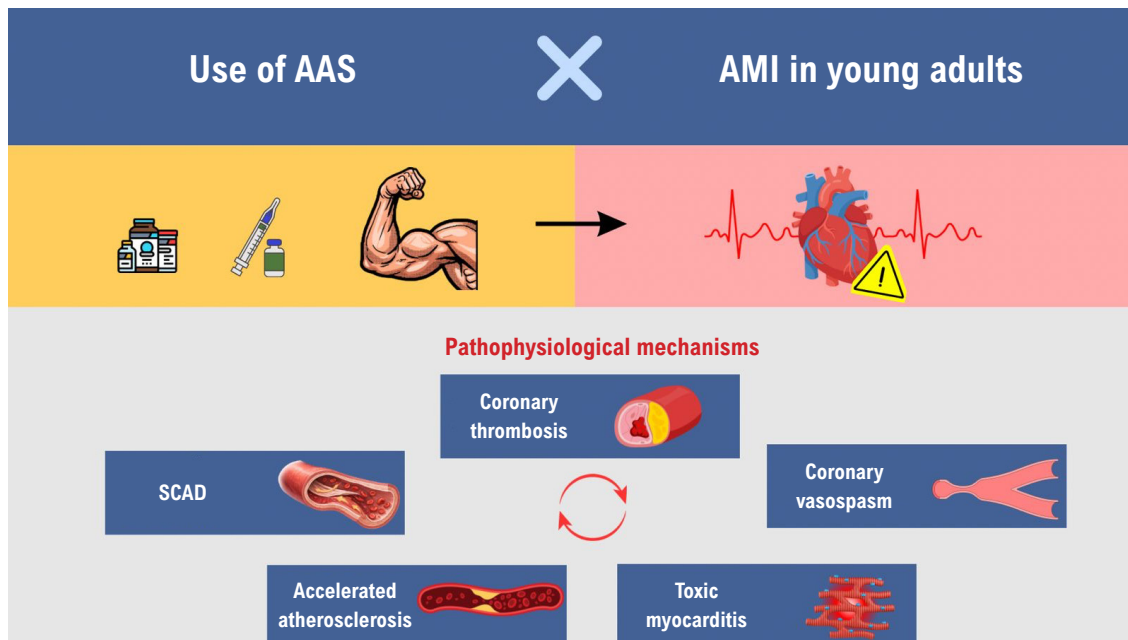 Use of AAS
AMI in young adults
Pathophysiological mechanisms
Coronary
thrombosis
SCAD
Coronary
vasospasm
Accelerated
atherosclerosis
Toxic
myocarditis